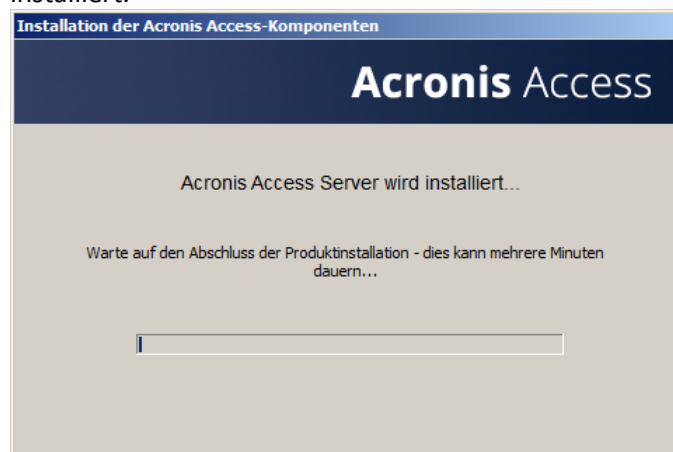 installiert.
Installation der Acronis Access-Komponenten
Acronis Access
Acronis Access Server wird installiert...
Warte auf den Abschluss der Produktinstallation - dies kann mehrere Minuten
dauern...